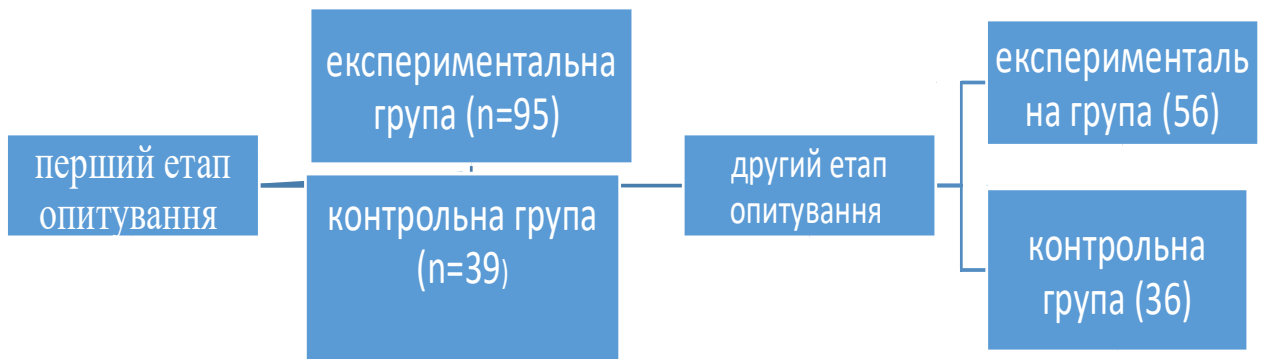 перший етап
опитування
експериментальна
група (n=95)
контрольна група
(n=39)
другий етап
опитування
експерименталь
на група (56)
контрольна
група (36)